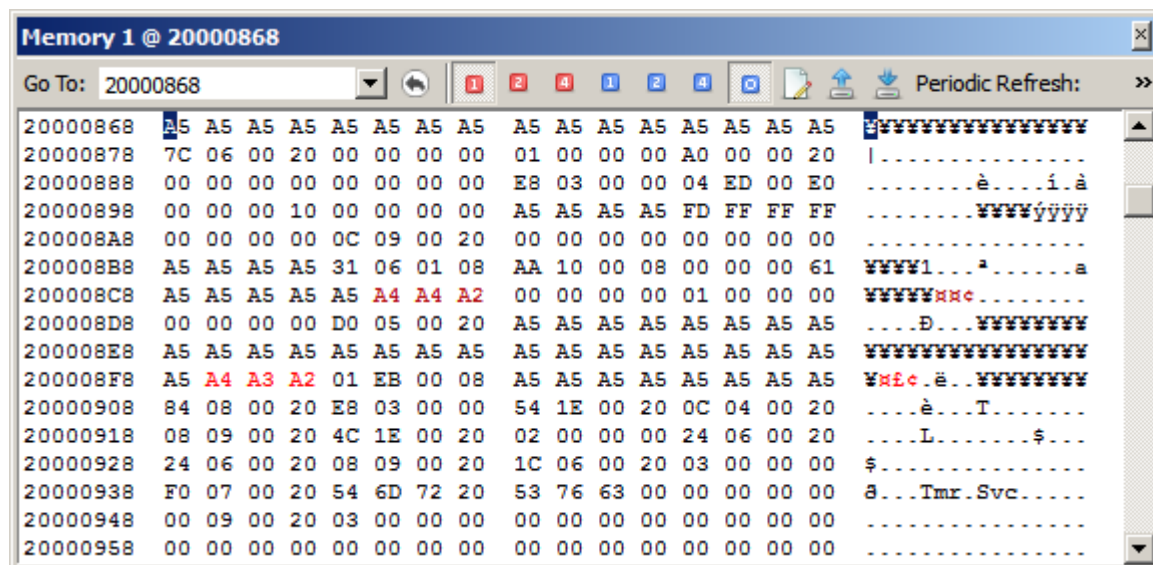 Memory 1 @ 20000868
Go To: 20000868 1 2 4 1 2 4 Periodic Refresh: »
20000868 A5 A5 A5 A5 A5 A5 A5 A5 A5 A5 A5 A5 A5 A5 A5 A5 ¥¥¥¥¥¥¥¥¥¥¥¥¥¥¥¥
20000878 7C 06 00 20 00 00 00 00 01 00 00 00 A0 00 00 20 |...............
20000888 00 00 00 00 00 00 00 00 E8 03 00 00 04 ED 00 E0 ........è....í.à
20000898 00 00 00 10 00 00 00 00 A5 A5 A5 A5 FD FF FF FF ........¥¥¥¥ýÿÿÿ
200008A8 00 00 00 00 0C 09 00 20 00 00 00 00 00 00 00 00 ................
200008B8 A5 A5 A5 A5 31 06 01 08 AA 10 00 08 00 00 00 61 ¥¥¥¥1...ª......a
200008C8 A5 A5 A5 A5 A5 A4 A4 A2 00 00 00 00 01 00 00 00 ¥¥¥¥¥¤¤¢........
200008D8 00 00 00 00 D0 05 00 20 A5 A5 A5 A5 A5 A5 A5 A5 ....Ð...¥¥¥¥¥¥¥¥
200008E8 A5 A5 A5 A5 A5 A5 A5 A5 A5 A5 A5 A5 A5 A5 A5 A5 ¥¥¥¥¥¥¥¥¥¥¥¥¥¥¥¥
200008F8 A5 A4 A3 A2 01 EB 00 08 A5 A5 A5 A5 A5 A5 A5 A5 ¥¤£¢.ë..¥¥¥¥¥¥¥¥
20000908 84 08 00 20 E8 03 00 00 54 1E 00 20 0C 04 00 20 ....è...T.......
20000918 08 09 00 20 4C 1E 00 20 02 00 00 00 24 06 00 20 ....L.......$...
20000928 24 06 00 20 08 09 00 20 1C 06 00 20 03 00 00 00 $...............
20000938 F0 07 00 20 54 6D 72 20 53 76 63 00 00 00 00 00 ð...Tmr.Svc.....
20000948 00 09 00 20 03 00 00 00 00 00 00 00 00 00 00 00 ................
20000958 00 00 00 00 00 00 00 00 00 00 00 00 00 00 00 00 ................